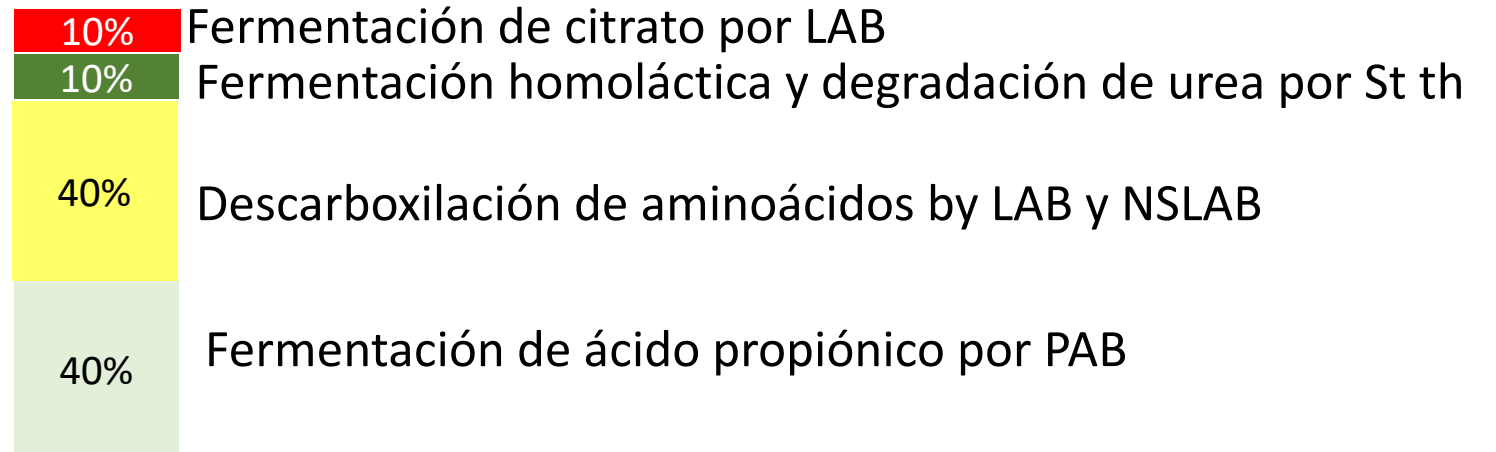 10% Fermentación de citrato por LAB
10% Fermentación homoláctica y degradación de urea por St th
40% Descarboxilación de aminoácidos by LAB y NSLAB
40% Fermentación de ácido propiónico por PAB